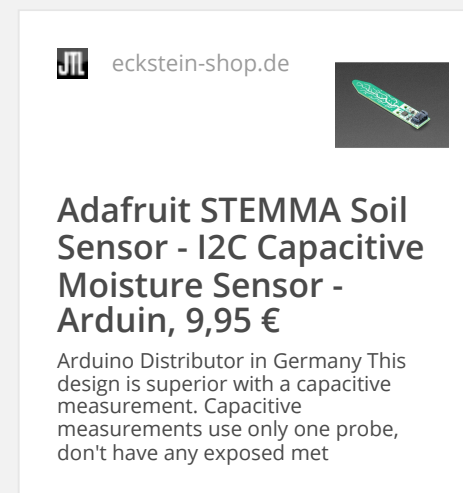 JTL eckstein-shop.de
Adafruit STEMMA Soil
Sensor - I2C Capacitive
Moisture Sensor -
Arduin, 9,95 €
Arduino Distributor in Germany This
design is superior with a capacitive
measurement. Capacitive
measurements use only one probe,
don't have any exposed met